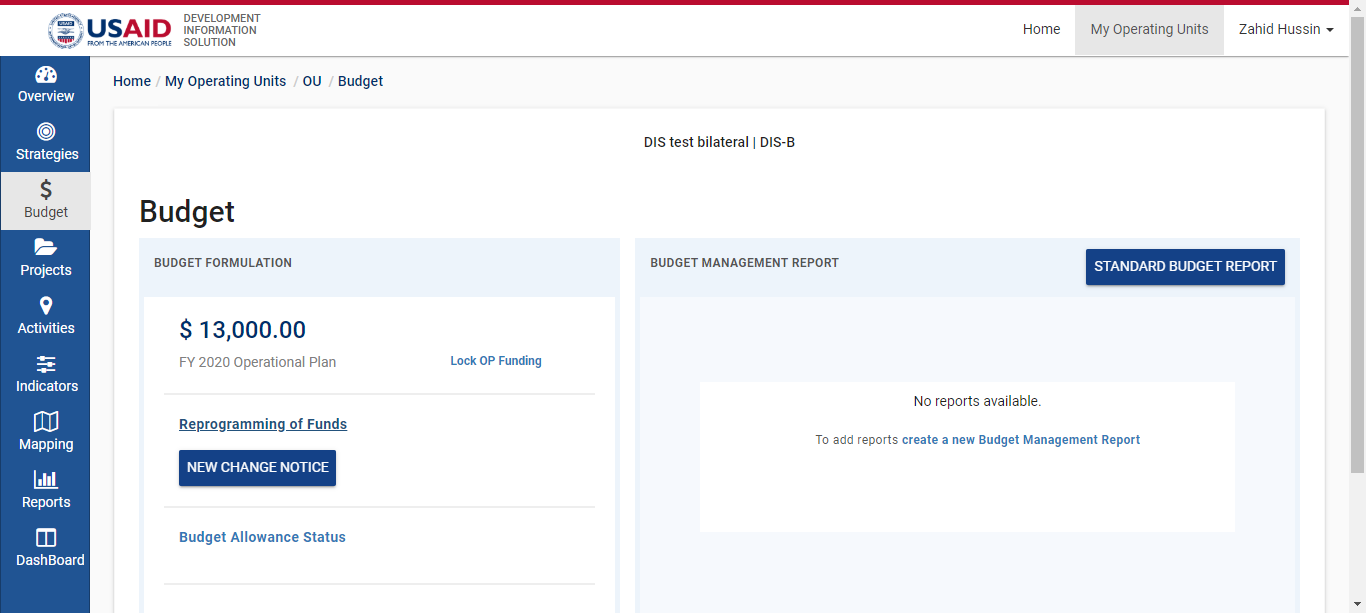 USAID
FROM THE AMERICAN PEOPLE
DEVELOPMENT
INFORMATION
SOLUTION
Home
My Operating Units
Zahid Hussin
Overview
Strategies
Budget
Projects
Activities
Indicators
Mapping
Reports
DashBoard
Home / My Operating Units / OU / Budget
DIS test bilateral | DIS-B
Budget
BUDGET FORMULATION
$ 13,000.00
FY 2020 Operational Plan
Lock OP Funding
Reprogramming of Funds
NEW CHANGE NOTICE
Budget Allowance Status
BUDGET MANAGEMENT REPORT
STANDARD BUDGET REPORT
No reports available.
To add reports create a new Budget Management Report